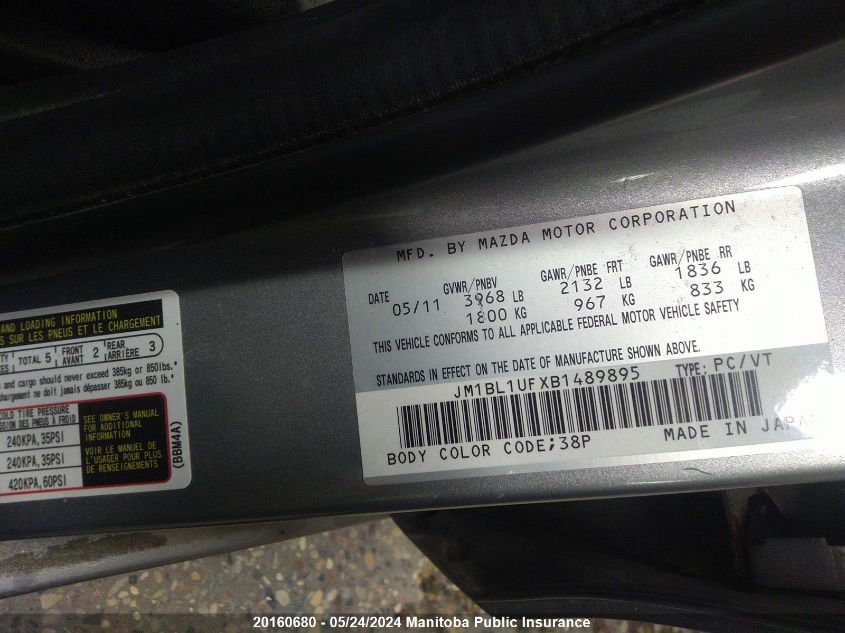 MFD. BY MAZDA MOTOR CORPORATION
DATE 05/11
GVWR/PNBV 3968 LB 1800 KG
GAWR/PNBE FRT 2132 LB 967 KG
GAWR/PNBE RR 1836 LB 833 KG
THIS VEHICLE CONFORMS TO ALL APPLICABLE FEDERAL MOTOR VEHICLE SAFETY
STANDARDS IN EFFECT ON THE DATE OF MANUFACTURE SHOWN ABOVE.
JM1BL1UFXB1489895 TYPE: PC/VT
BODY COLOR CODE;38P MADE IN JAPAN
AND LOADING INFORMATION
SUR LES PNEUS ET LE CHARGEMENT
TOTAL 5 FRONT AVANT 2 REAR ARRIÈRE 3
and cargo should never exceed 385kg or 850lbs.
chargement ne doit jamais dépasser 385kg ou 850 lb.
COLD TIRE PRESSURE
DES PNEUS À FROID
240KPA,35PSI
240KPA,35PSI
420KPA,60PSI
SEE OWNER'S MANUAL
FOR ADDITIONAL
INFORMATION
VOIR LE MANUEL DE
L'USAGER POUR PLUS
DE RENSEIGNEMENTS
(BBM4A)
20160680 - 05/24/2024 Manitoba Public Insurance